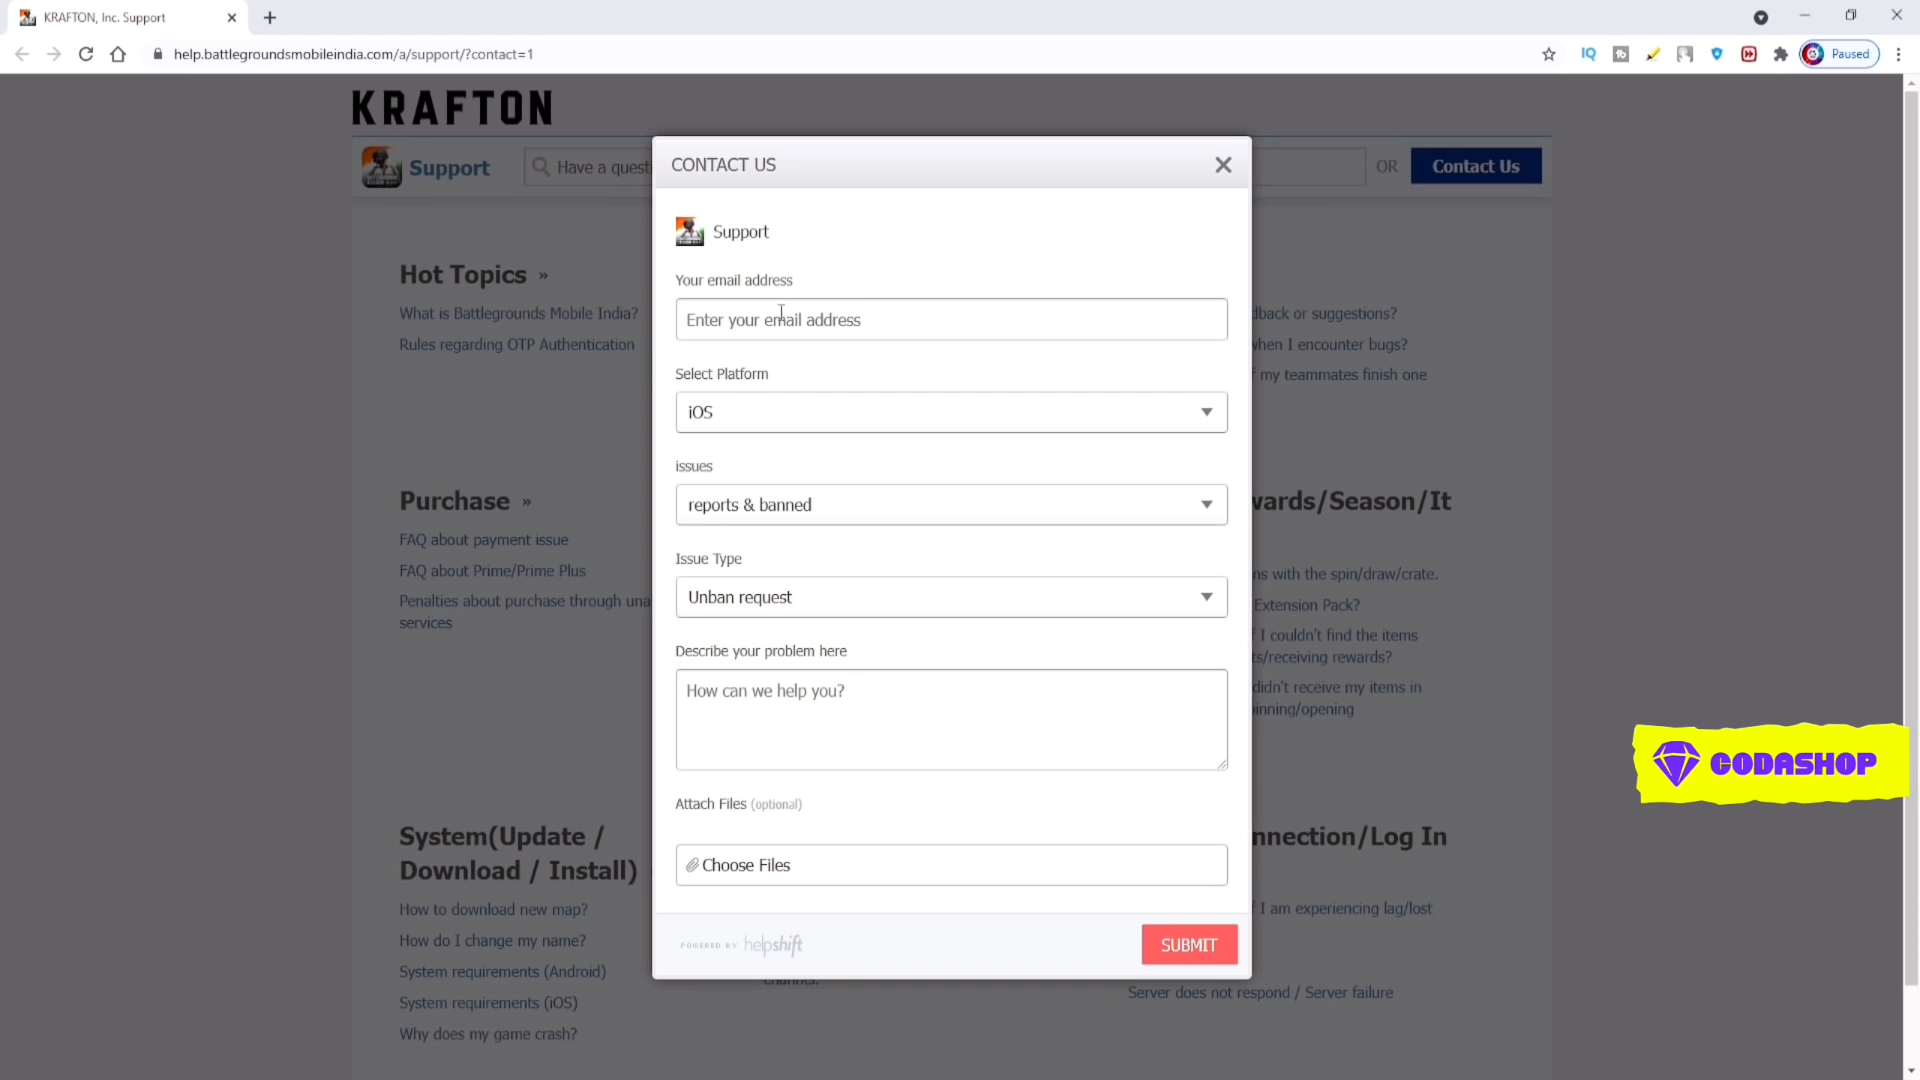 KRAFTON, Inc. Support
help.battlegroundsmobileindia.com/a/support/?contact=1
IQ
Paused
KRAFTON
Support
Have a quest
OR
Contact Us
CONTACT US
Support
Your email address
Enter your email address
Select Platform
iOS
issues
reports & banned
Issue Type
Unban request
Describe your problem here
How can we help you?
Attach Files (optional)
Choose Files
POWERED BY helpshift
SUBMIT
Hot Topics »
What is Battlegrounds Mobile India?
Rules regarding OTP Authentication
dback or suggestions?
when I encounter bugs?
my teammates finish one
Purchase »
FAQ about payment issue
FAQ about Prime/Prime Plus
Penalties about purchase through una
services
wards/Season/It
ns with the spin/draw/crate.
Extension Pack?
I couldn't find the items
ts/receiving rewards?
didn't receive my items in
inning/opening
CODASHOP
System(Update /
Download / Install)
How to download new map?
How do I change my name?
System requirements (Android)
System requirements (iOS)
Why does my game crash?
channel.
nnection/Log In
I am experiencing lag/lost
Server does not respond / Server failure